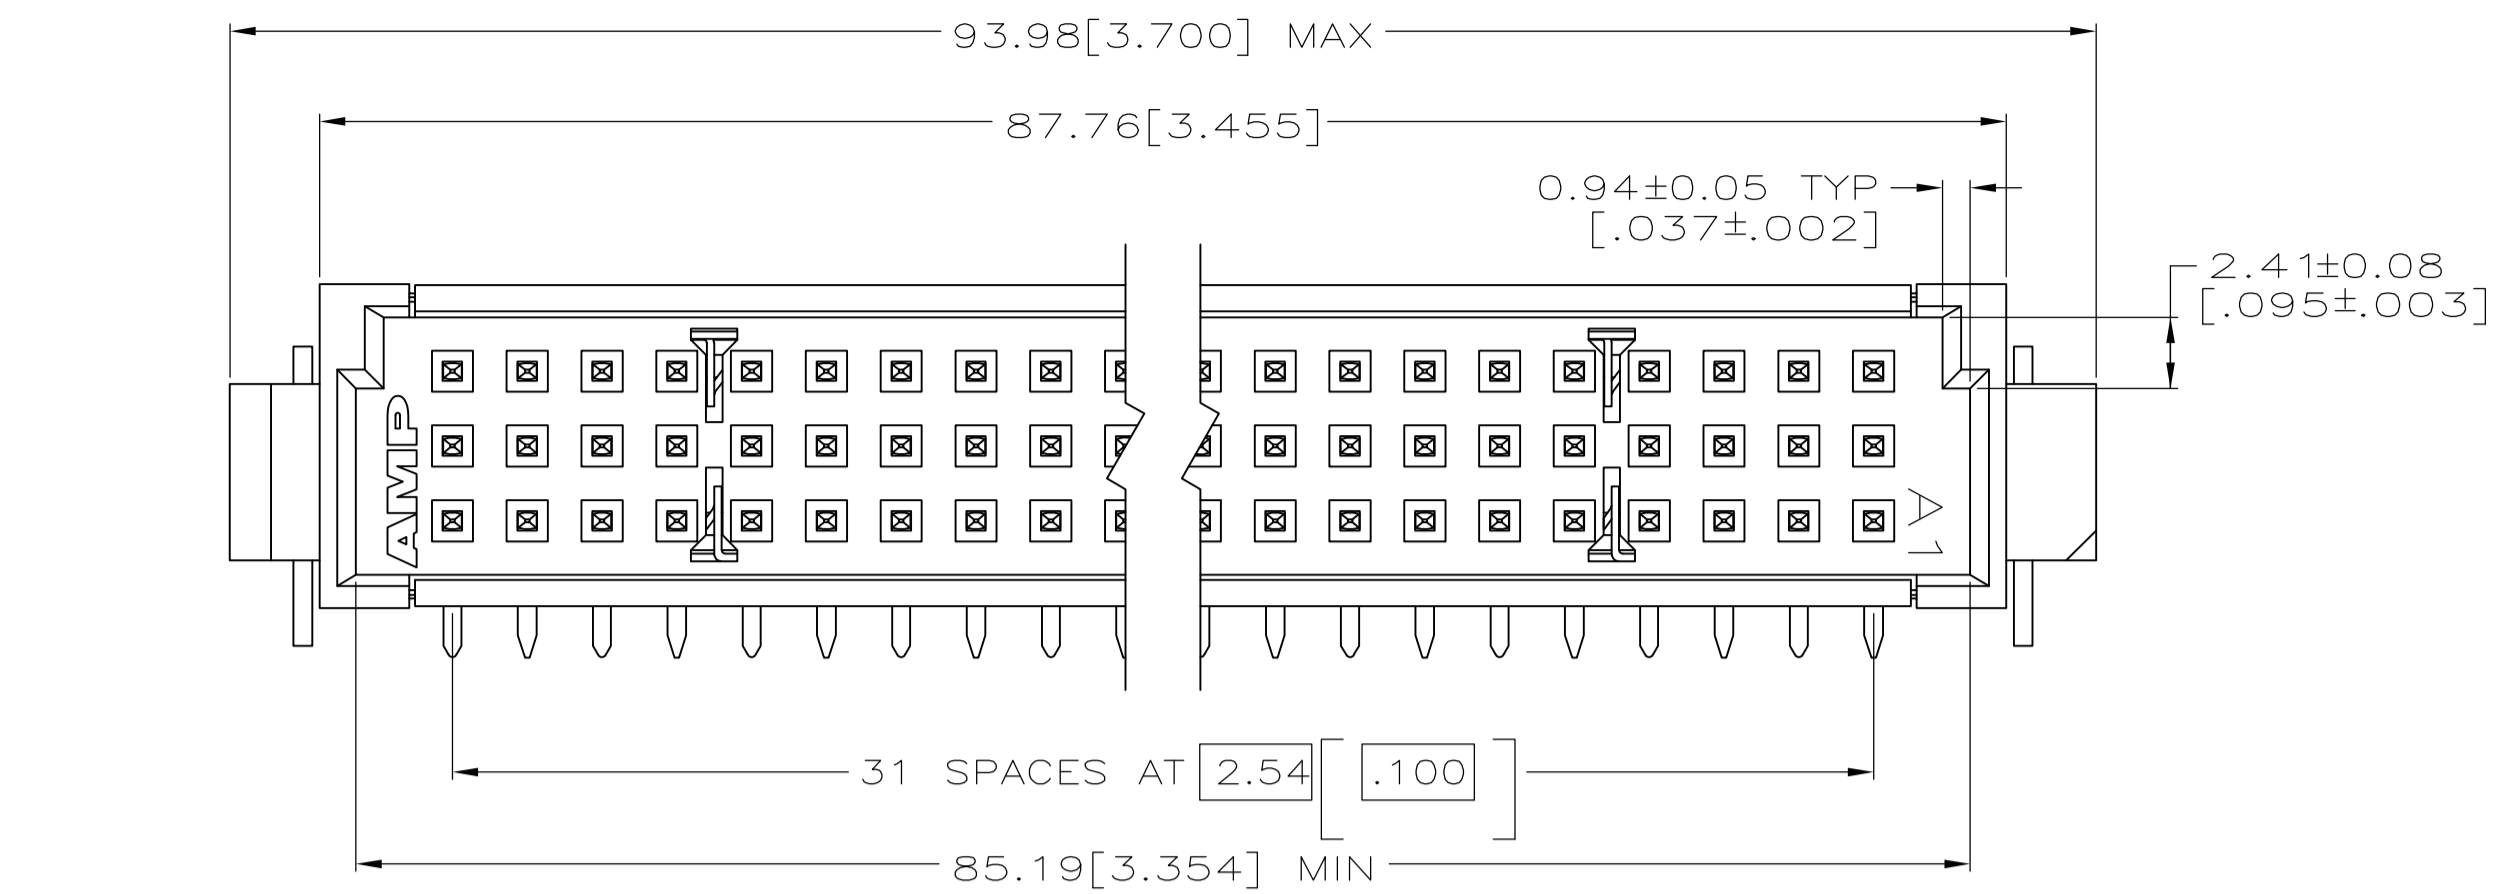 93.98[3.700] MAX
87.76[3.455]
0.94±0.05 TYP
[.037±.002]
2.41±0.08
[.095±.003]
AMP
A
1
31 SPACES AT 2.54 [.100]
85.19[3.354] MIN